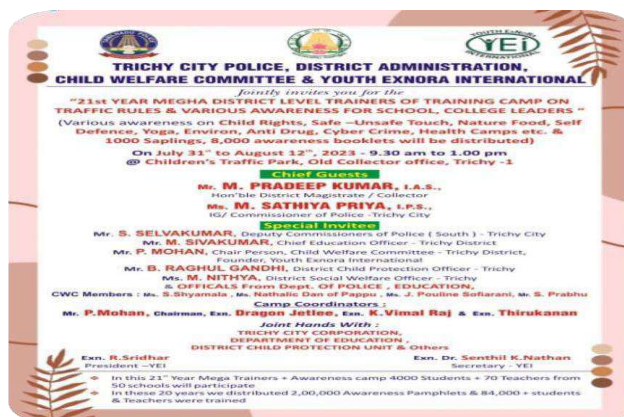 YOUTH EXNORA
YEi
INTERNATIONAL
TRICHY CITY POLICE, DISTRICT ADMINISTRATION,
CHILD WELFARE COMMITTEE & YOUTH EXNORA INTERNATIONAL
Jointly invites you for the
"21st YEAR MEGHA DISTRICT LEVEL TRAINERS OF TRAINING CAMP ON
TRAFFIC RULES & VARIOUS AWARENESS FOR SCHOOL, COLLEGE LEADERS "
(Various awareness on Child Rights, Safe –Unsafe Touch, Nature Food, Self
Defence, Yoga, Environ, Anti Drug, Cyber Crime, Health Camps etc. &
1000 Saplings, 8,000 awareness booklets will be distributed)
On July 31st to August 12th, 2023 - 9.30 am to 1.00 pm
@ Children's Traffic Park, Old Collector office, Trichy -1
Chief Guests
Mr. M. PRADEEP KUMAR, I.A.S.,
Hon'ble District Magistrate / Collector
Ms. M. SATHIYA PRIYA, I.P.S.,
IG/ Commissioner of Police -Trichy City
Special Invitee
Mr. S. SELVAKUMAR, Deputy Commissioners of Police ( South ) - Trichy City
Mr. M. SIVAKUMAR, Chief Education Officer - Trichy District
Mr. P. MOHAN, Chair Person, Child Welfare Committee - Trichy District,
Founder, Youth Exnora International
Mr. B. RAGHUL GANDHI, District Child Protection Officer - Trichy
Ms. M. NITHYA, District Social Welfare Officer - Trichy
& OFFICALS From Dept. Of POLICE , EDUCATION,
CWC Members : Ms. S.Shyamala , Ms. Nathalic Dan of Pappu , Ms. J. Pouline Sofiarani, Mr. S. Prabhu
Camp Coordinators :
Mr. P.Mohan, Chairman, Exn. Dragon Jetlee, Exn. K.Vimal Raj & Exn. Thirukanan
Joint Hands With :
TRICHY CITY CORPORATION,
DEPARTMENT OF EDUCATION ,
DISTRICT CHILD PROTECTION UNIT & Others
Exn. R.Sridhar
President –YEI
Exn. Dr. Senthil K.Nathan
Secretary - YEI
In this 21st Year Mega Trainers + Awareness camp 4000 Students + 70 Teachers from
50 schools will participate
In these 20 years we distributed 2,00,000 Awareness Pamphlets & 84,000 + students
& Teachers were trained